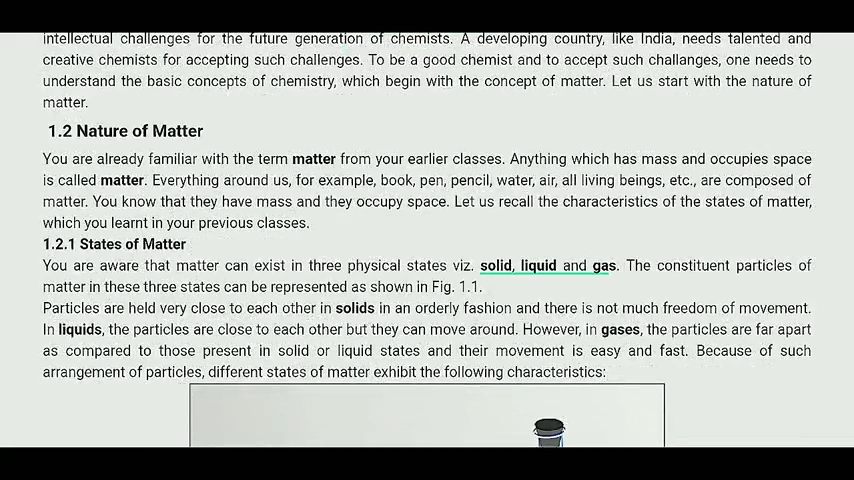 intellectual challenges for the future generation of chemists. A developing country, like India, needs talented and
creative chemists for accepting such challenges. To be a good chemist and to accept such challanges, one needs to
understand the basic concepts of chemistry, which begin with the concept of matter. Let us start with the nature of
matter.
1.2 Nature of Matter
You are already familiar with the term matter from your earlier classes. Anything which has mass and occupies space
is called matter. Everything around us, for example, book, pen, pencil, water, air, all living beings, etc., are composed of
matter. You know that they have mass and they occupy space. Let us recall the characteristics of the states of matter,
which you learnt in your previous classes.
1.2.1 States of Matter
You are aware that matter can exist in three physical states viz. solid, liquid and gas. The constituent particles of
matter in these three states can be represented as shown in Fig. 1.1.
Particles are held very close to each other in solids in an orderly fashion and there is not much freedom of movement.
In liquids, the particles are close to each other but they can move around. However, in gases, the particles are far apart
as compared to those present in solid or liquid states and their movement is easy and fast. Because of such
arrangement of particles, different states of matter exhibit the following characteristics: